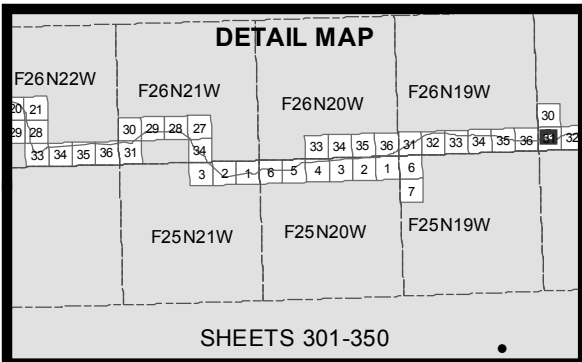 DETAIL MAP
F26N22W
F26N21W
F26N20W
F26N19W
20 21
29 28
33 34 35 36 31
30 29 28 27
34
3 2 1 6 5 4 3 2 1 6
7
33 34 35 36 31 32 33 34 35 36 31 32
30
F25N21W
F25N20W
F25N19W
SHEETS 301-350